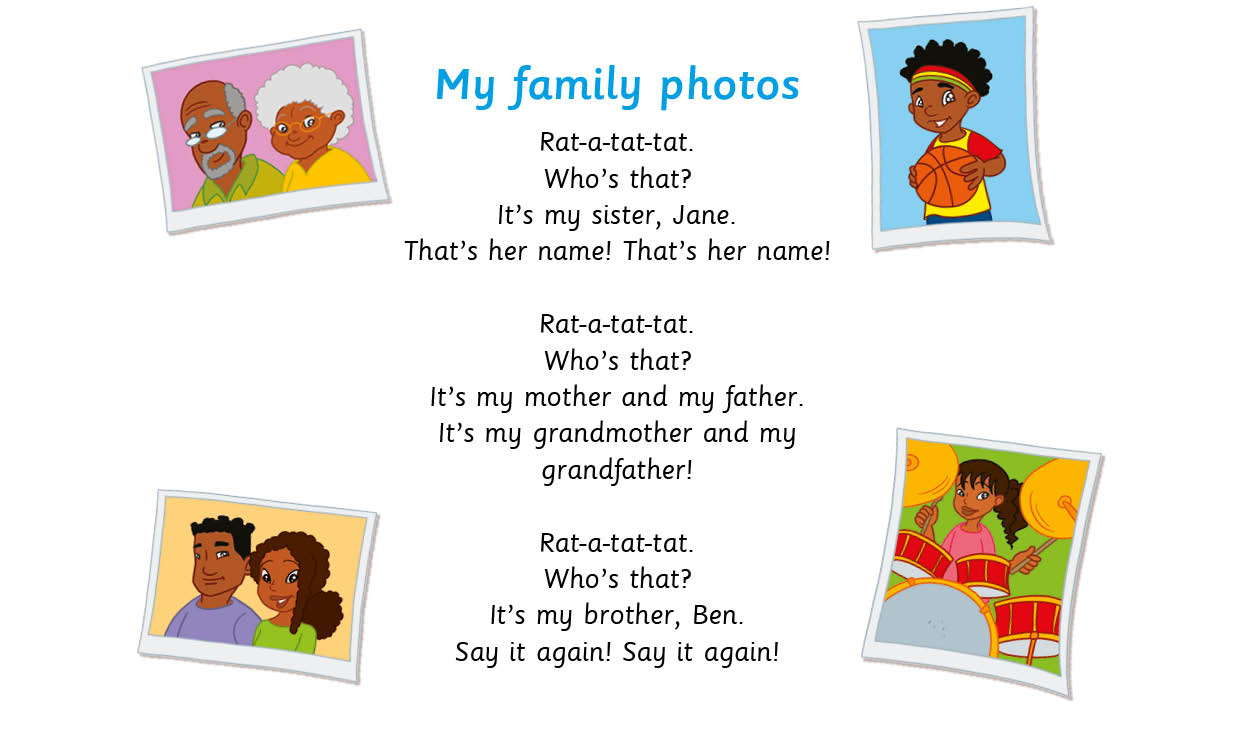 My family photos
Rat-a-tat-tat.
Who's that?
It's my sister, Jane.
That's her name! That's her name!
Rat-a-tat-tat.
Who's that?
It's my mother and my father.
It's my grandmother and my
grandfather!
Rat-a-tat-tat.
Who's that?
It's my brother, Ben.
Say it again! Say it again!